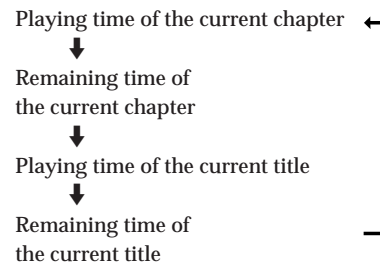 Playing time of the current chapter
Remaining time of
the current chapter
Playing time of the current title
Remaining time of
the current title